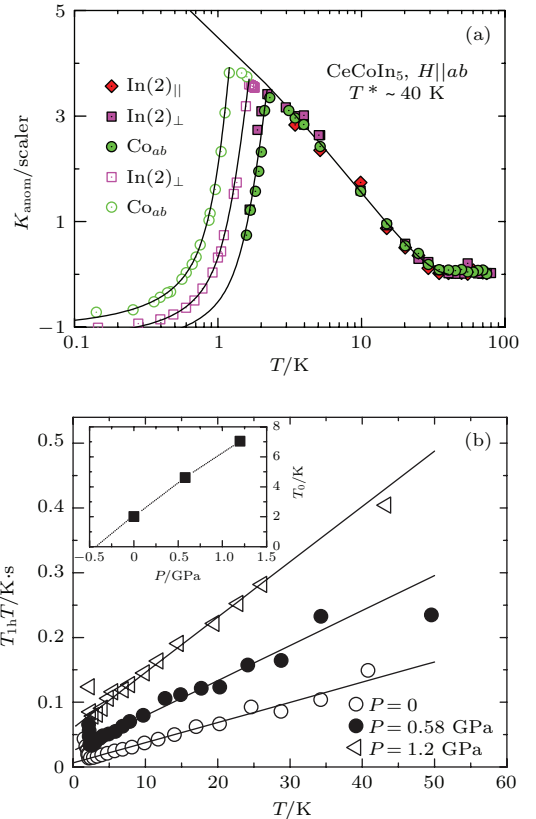 5
(a)
CeCoIn₅, H||ab
T* ~ 40 K
In(2)||
In(2)⊥
Coab
In(2)⊥
Coab
3
1
−1
Kanom/scaler
0.1
1
10
100
T/K
(b)
0.5
0.4
0.3
0.2
0.1
0
T₁ₕT/K·s
8
6
4
2
0
T₀/K
−0.5
0
0.5
1.0
1.5
P/GPa
P = 0
P = 0.58 GPa
P = 1.2 GPa
0
10
20
30
40
50
60
T/K